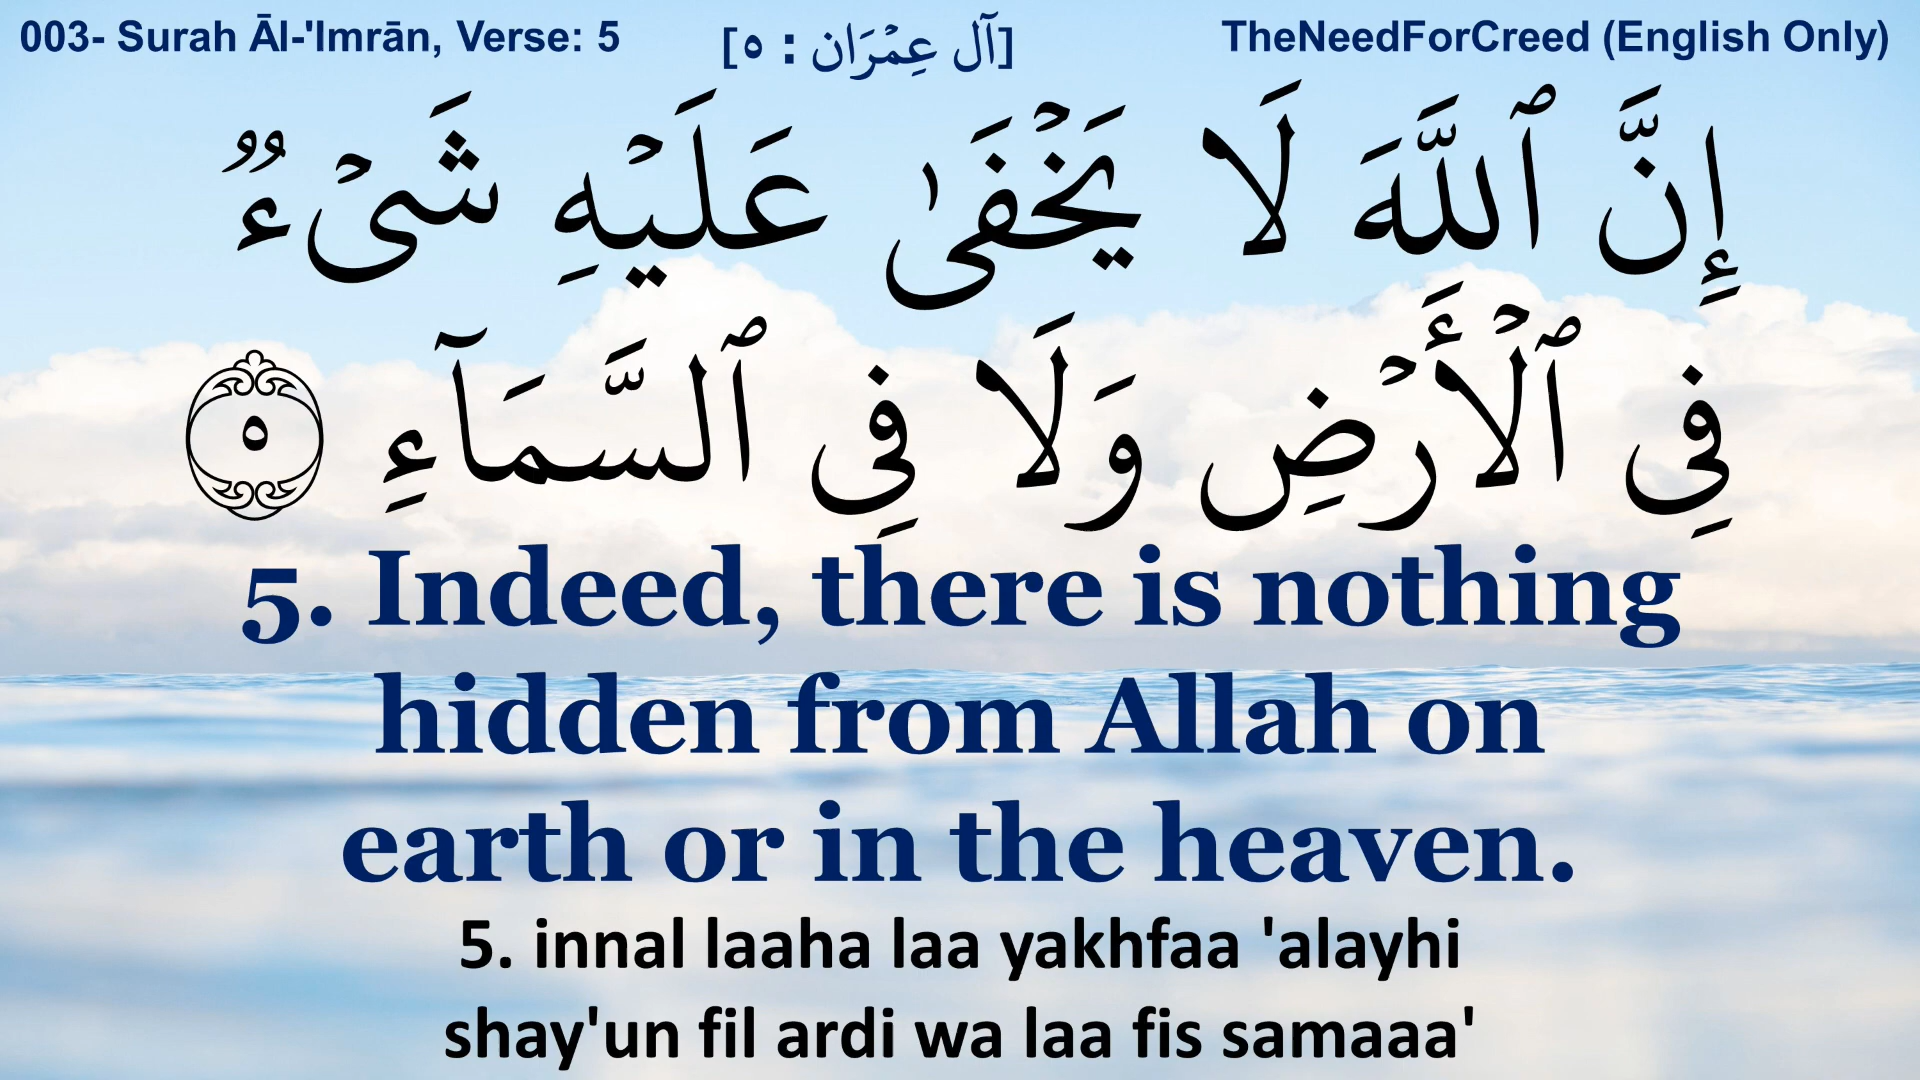 003- Surah Āl-'Imrān, Verse: 5
[آل عِمْرَان : ٥]
TheNeedForCreed (English Only)
إِنَّ ٱللَّهَ لَا يَخْفَىٰ عَلَيْهِ شَىْءٌ
فِى ٱلْأَرْضِ وَلَا فِى ٱلسَّمَآءِ ٥
5. Indeed, there is nothing
hidden from Allah on
earth or in the heaven.
5. innal laaha laa yakhfaa 'alayhi
shay'un fil ardi wa laa fis samaaa'